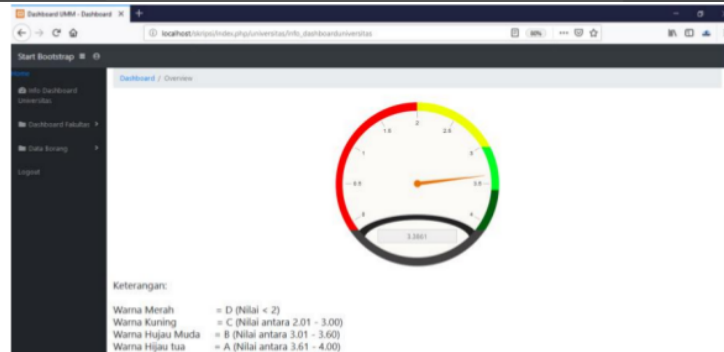 Dashboard UMM - Dashboard
localhost/skripsi/index.php/universitas/info_dashboarduniversitas
80%
Start Bootstrap
Home
Dashboard / Overview
Info Dashboard
Universitas
Dashboard Fakultas
Data Borang
Logout
2
1.5
2.5
1
3
0.5
3.5
4
3.3661
Keterangan:
Warna Merah = D (Nilai < 2)
Warna Kuning = C (Nilai antara 2.01 - 3.00)
Warna Hujau Muda = B (Nilai antara 3.01 - 3.60)
Warna Hijau tua = A (Nilai antara 3.61 - 4.00)